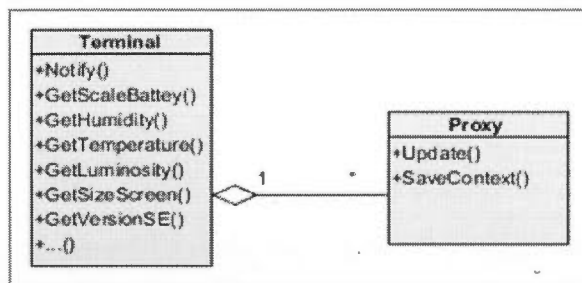 Terminal
+Notify()
+GetScaleBattey()
+GetHumidity()
+GetTemperature()
+GetLuminosity()
+GetSizeScreen()
+GetVersionSE()
+...()
1
*
Proxy
+Update()
+SaveContext()